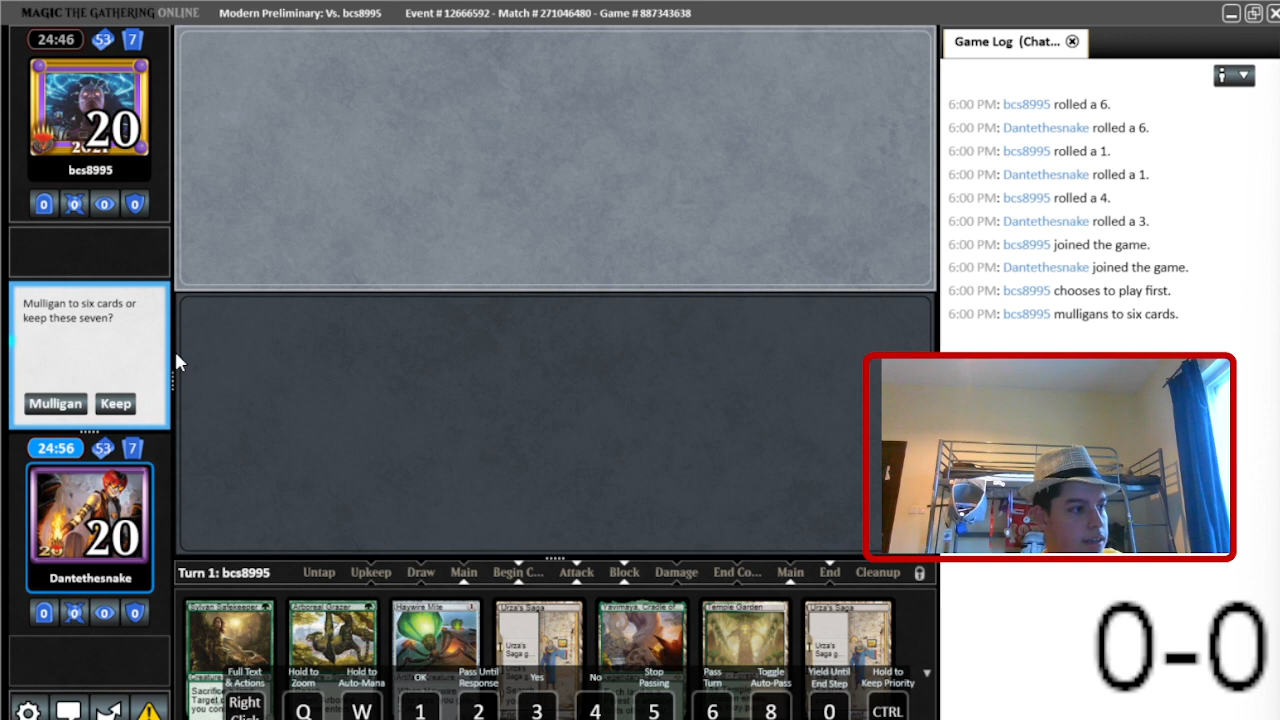 MAGIC THE GATHERING ONLINE Modern Preliminary: Vs. bcs8995 Event # 12666592 - Match # 271046480 - Game # 887343638
24:46 53 7
20
bcs8995
0 0 0 0
Mulligan to six cards or
keep these seven?
Mulligan Keep
24:56 53 7
20
Dantethesnake
0 0 0 0
Turn 1: bcs8995 Untap Upkeep Draw Main Begin C... Attack Block Damage End Co... Main End Cleanup
Sylvan Safekeeper Arboreal Grazer Haywire Mite Urza's Saga Yavimaya, Cradle Temple Garden Urza's Saga
Urza's
Saga
Urza's
Saga
Sacrific
Target
Full Text
& Actions
Hold to
Zoom
Hold to
Auto-Mana
OK
Pass Until
Response
Yes
No
Stop
Passing
Pass
Turn
Toggle
Auto-Pass
Yield Until
End Step
Hold to
Keep Priority
Right
Click
Q W 1 2 3 4 5 6 8 0 CTRL
Game Log (Chat...
6:00 PM: bcs8995 rolled a 6.
6:00 PM: Dantethesnake rolled a 6.
6:00 PM: bcs8995 rolled a 1.
6:00 PM: Dantethesnake rolled a 1.
6:00 PM: bcs8995 rolled a 4.
6:00 PM: Dantethesnake rolled a 3.
6:00 PM: bcs8995 joined the game.
6:00 PM: Dantethesnake joined the game.
6:00 PM: bcs8995 chooses to play first.
6:00 PM: bcs8995 mulligans to six cards.
0-0